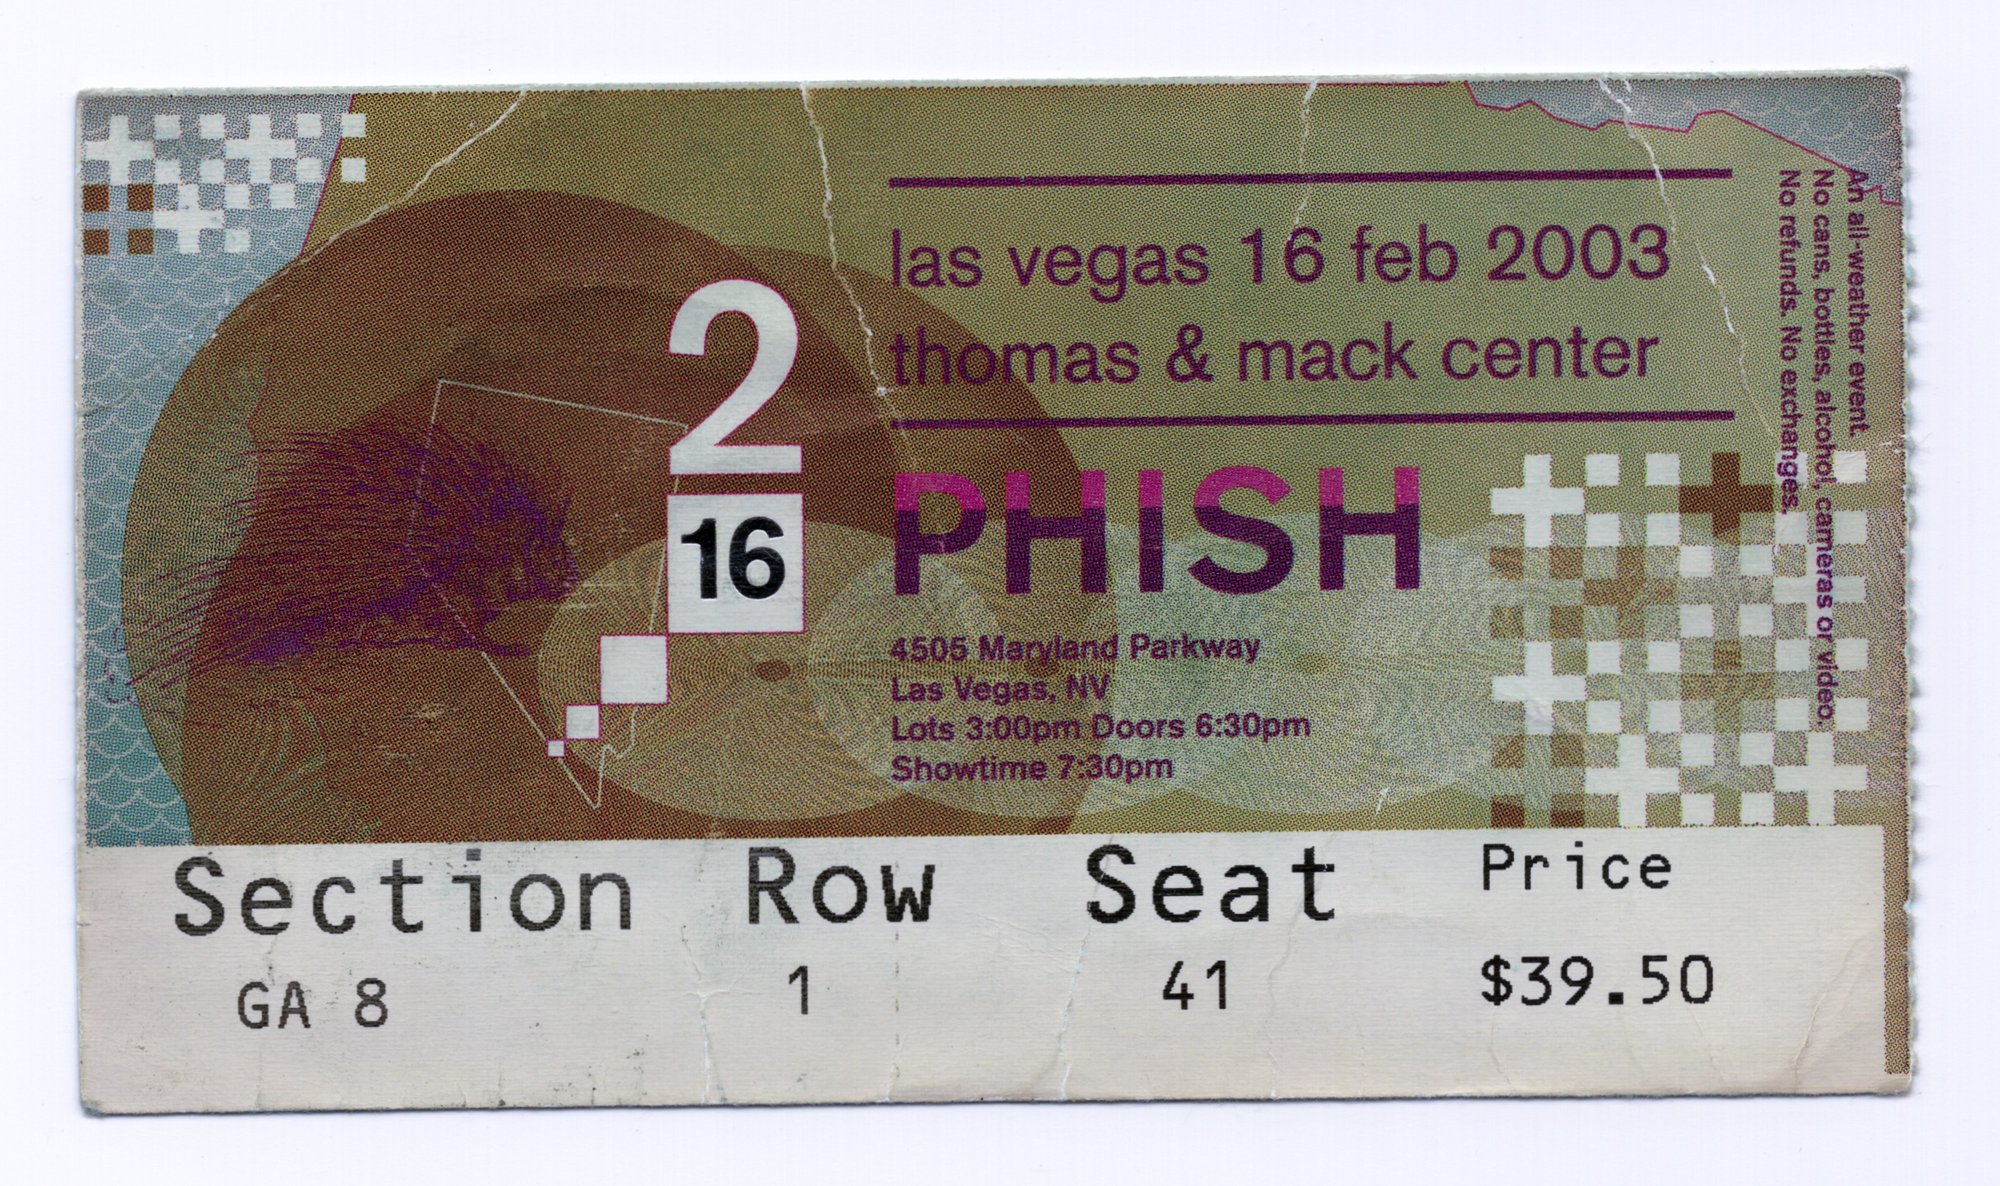 las vegas 16 feb 2003
thomas & mack center
2
16
PHISH
4505 Maryland Parkway
Las Vegas, NV
Lots 3:00pm Doors 6:30pm
Showtime 7:30pm
An all-weather event.
No cans, bottles, alcohol, cameras or video.
No refunds. No exchanges.
Section Row Seat Price
GA 8 1 41 $39.50